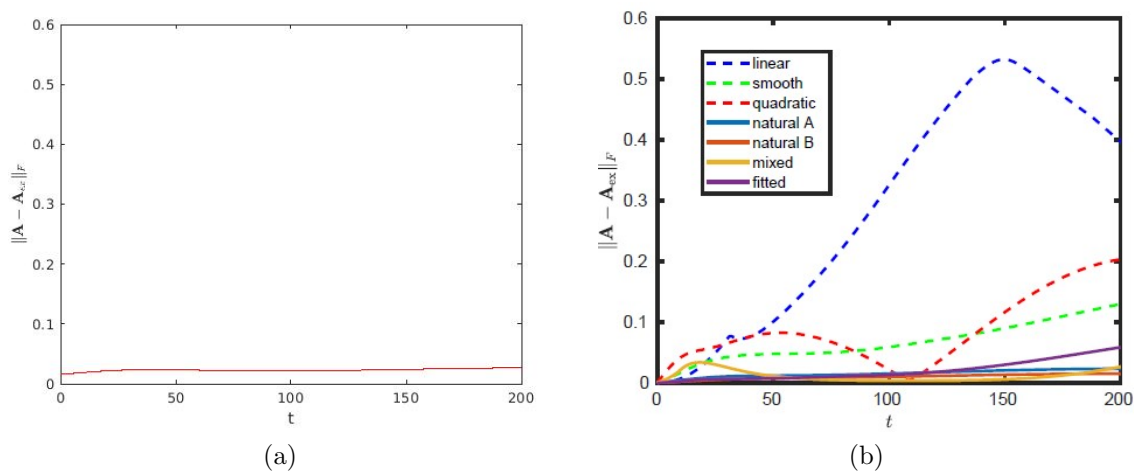 0.6
0.5
0.4
0.3
0.2
0.1
0
‖A − A_ex‖_F
0 50 100 150 200
t
(a)
0.6
0.5
0.4
0.3
0.2
0.1
0
‖A − A_ex‖_F
linear
smooth
quadratic
natural A
natural B
mixed
fitted
0 50 100 150 200
t
(b)